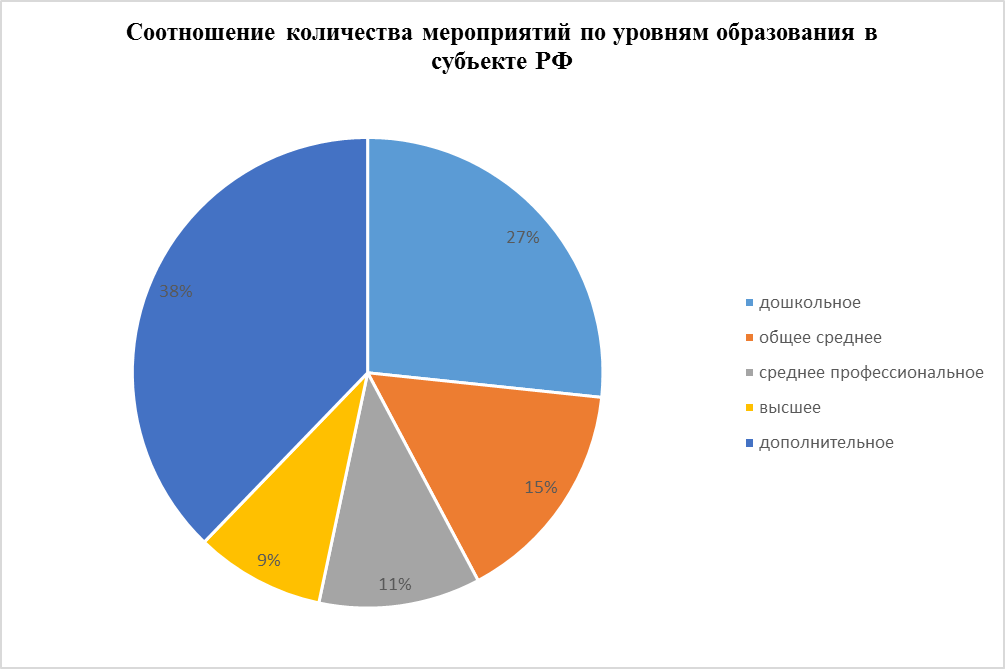 Соотношение количества мероприятий по уровням образования в
субъекте РФ
27%
38%
15%
9%
11%
дошкольное
общее среднее
среднее профессиональное
высшее
дополнительное